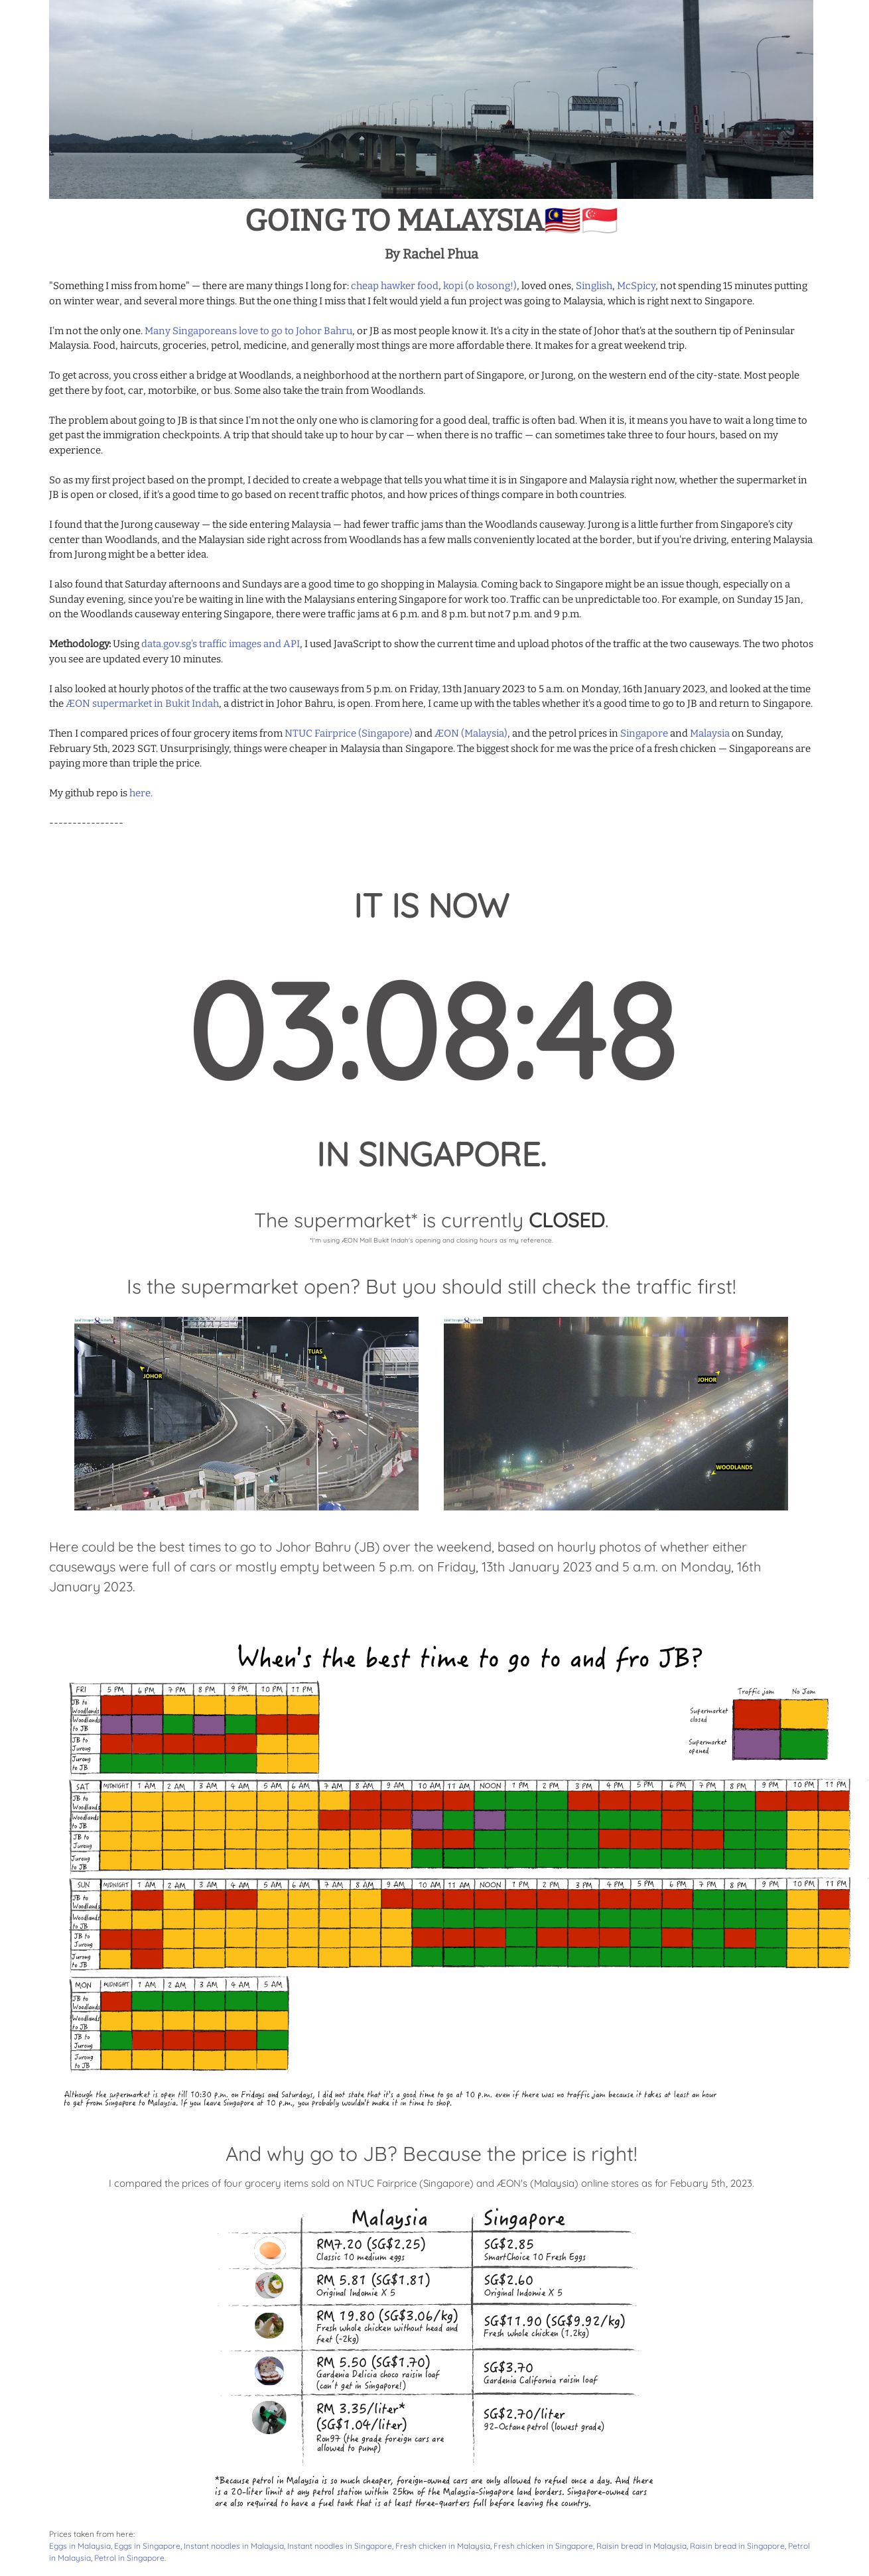 GOING TO MALAYSIA🇲🇾🇸🇬
By Rachel Phua
"Something I miss from home" — there are many things I long for: cheap hawker food, kopi (o kosong!), loved ones, Singlish, McSpicy, not spending 15 minutes putting
on winter wear, and several more things. But the one thing I miss that I felt would yield a fun project was going to Malaysia, which is right next to Singapore.
I'm not the only one. Many Singaporeans love to go to Johor Bahru, or JB as most people know it. It's a city in the state of Johor that's at the southern tip of Peninsular
Malaysia. Food, haircuts, groceries, petrol, medicine, and generally most things are more affordable there. It makes for a great weekend trip.
To get across, you cross either a bridge at Woodlands, a neighborhood at the northern part of Singapore, or Jurong, on the western end of the city-state. Most people
get there by foot, car, motorbike, or bus. Some also take the train from Woodlands.
The problem about going to JB is that since I'm not the only one who is clamoring for a good deal, traffic is often bad. When it is, it means you have to wait a long time to
get past the immigration checkpoints. A trip that should take up to hour by car — when there is no traffic — can sometimes take three to four hours, based on my
experience.
So as my first project based on the prompt, I decided to create a webpage that tells you what time it is in Singapore and Malaysia right now, whether the supermarket in
JB is open or closed, if it's a good time to go based on recent traffic photos, and how prices of things compare in both countries.
I found that the Jurong causeway — the side entering Malaysia — had fewer traffic jams than the Woodlands causeway. Jurong is a little further from Singapore's city
center than Woodlands, and the Malaysian side right across from Woodlands has a few malls conveniently located at the border, but if you're driving, entering Malaysia
from Jurong might be a better idea.
I also found that Saturday afternoons and Sundays are a good time to go shopping in Malaysia. Coming back to Singapore might be an issue though, especially on a
Sunday evening, since you're be waiting in line with the Malaysians entering Singapore for work too. Traffic can be unpredictable too. For example, on Sunday 15 Jan,
on the Woodlands causeway entering Singapore, there were traffic jams at 6 p.m. and 8 p.m. but not 7 p.m. and 9 p.m.
Methodology: Using data.gov.sg's traffic images and API, I used JavaScript to show the current time and upload photos of the traffic at the two causeways. The two photos
you see are updated every 10 minutes.
I also looked at hourly photos of the traffic at the two causeways from 5 p.m. on Friday, 13th January 2023 to 5 a.m. on Monday, 16th January 2023, and looked at the time
the ÆON supermarket in Bukit Indah, a district in Johor Bahru, is open. From here, I came up with the tables whether it's a good time to go to JB and return to Singapore.
Then I compared prices of four grocery items from NTUC Fairprice (Singapore) and ÆON (Malaysia), and the petrol prices in Singapore and Malaysia on Sunday,
February 5th, 2023 SGT. Unsurprisingly, things were cheaper in Malaysia than Singapore. The biggest shock for me was the price of a fresh chicken — Singaporeans are
paying more than triple the price.
My github repo is here.
----------------
IT IS NOW
03:08:48
IN SINGAPORE.
The supermarket* is currently CLOSED.
*I'm using ÆON Mall Bukit Indah's opening and closing hours as my reference.
Is the supermarket open? But you should still check the traffic first!
TUAS
JOHOR
JOHOR
WOODLANDS
Here could be the best times to go to Johor Bahru (JB) over the weekend, based on hourly photos of whether either
causeways were full of cars or mostly empty between 5 p.m. on Friday, 13th January 2023 and 5 a.m. on Monday, 16th
January 2023.
When's the best time to go to and fro JB?
Traffic jam No Jam
Supermarket
closed
Supermarket
opened
FRI 5 PM 6 PM 7 PM 8 PM 9 PM 10 PM 11 PM
JB to
Woodlands
Woodlands
to JB
JB to
Jurong
Jurong
to JB
SAT MIDNIGHT 1 AM 2 AM 3 AM 4 AM 5 AM 6 AM 7 AM 8 AM 9 AM 10 AM 11 AM NOON 1 PM 2 PM 3 PM 4 PM 5 PM 6 PM 7 PM 8 PM 9 PM 10 PM 11 PM
JB to
Woodlands
Woodlands
to JB
JB to
Jurong
Jurong
to JB
SUN MIDNIGHT 1 AM 2 AM 3 AM 4 AM 5 AM 6 AM 7 AM 8 AM 9 AM 10 AM 11 AM NOON 1 PM 2 PM 3 PM 4 PM 5 PM 6 PM 7 PM 8 PM 9 PM 10 PM 11 PM
JB to
Woodlands
Woodlands
to JB
JB to
Jurong
Jurong
to JB
MON MIDNIGHT 1 AM 2 AM 3 AM 4 AM 5 AM
JB to
Woodlands
Woodlands
to JB
JB to
Jurong
Jurong
to JB
Although the supermarket is open till 10:30 p.m. on Fridays and Saturdays, I did not state that it's a good time to go at 10 p.m. even if there was no traffic jam because it takes at least an hour
to get from Singapore to Malaysia. If you leave Singapore at 10 p.m., you probably wouldn't make it in time to shop.
And why go to JB? Because the price is right!
I compared the prices of four grocery items sold on NTUC Fairprice (Singapore) and ÆON's (Malaysia) online stores as for Febuary 5th, 2023.
Malaysia Singapore
RM7.20 (SG$2.25)
Classic 10 medium eggs
SG$2.85
SmartChoice 10 Fresh Eggs
RM 5.81 (SG$1.81)
Original Indomie X 5
SG$2.60
Original Indomie X 5
RM 19.80 (SG$3.06/kg)
Fresh whole chicken without head and
feet (~2kg)
SG$11.90 (SG$9.92/kg)
Fresh whole chicken (1.2kg)
RM 5.50 (SG$1.70)
Gardenia Delicia choco raisin loaf
(can't get in Singapore!)
SG$3.70
Gardenia California raisin loaf
RM 3.35/liter*
(SG$1.04/liter)
Ron97 (the grade foreign cars are
allowed to pump)
SG$2.70/liter
92-Octane petrol (lowest grade)
*Because petrol in Malaysia is so much cheaper, foreign-owned cars are only allowed to refuel once a day. And there
is a 20-liter limit at any petrol station within 25km of the Malaysia-Singapore land borders. Singapore-owned cars
are also required to have a fuel tank that is at least three-quarters full before leaving the country.
Prices taken from here:
Eggs in Malaysia, Eggs in Singapore, Instant noodles in Malaysia, Instant noodles in Singapore, Fresh chicken in Malaysia, Fresh chicken in Singapore, Raisin bread in Malaysia, Raisin bread in Singapore, Petrol
in Malaysia, Petrol in Singapore.